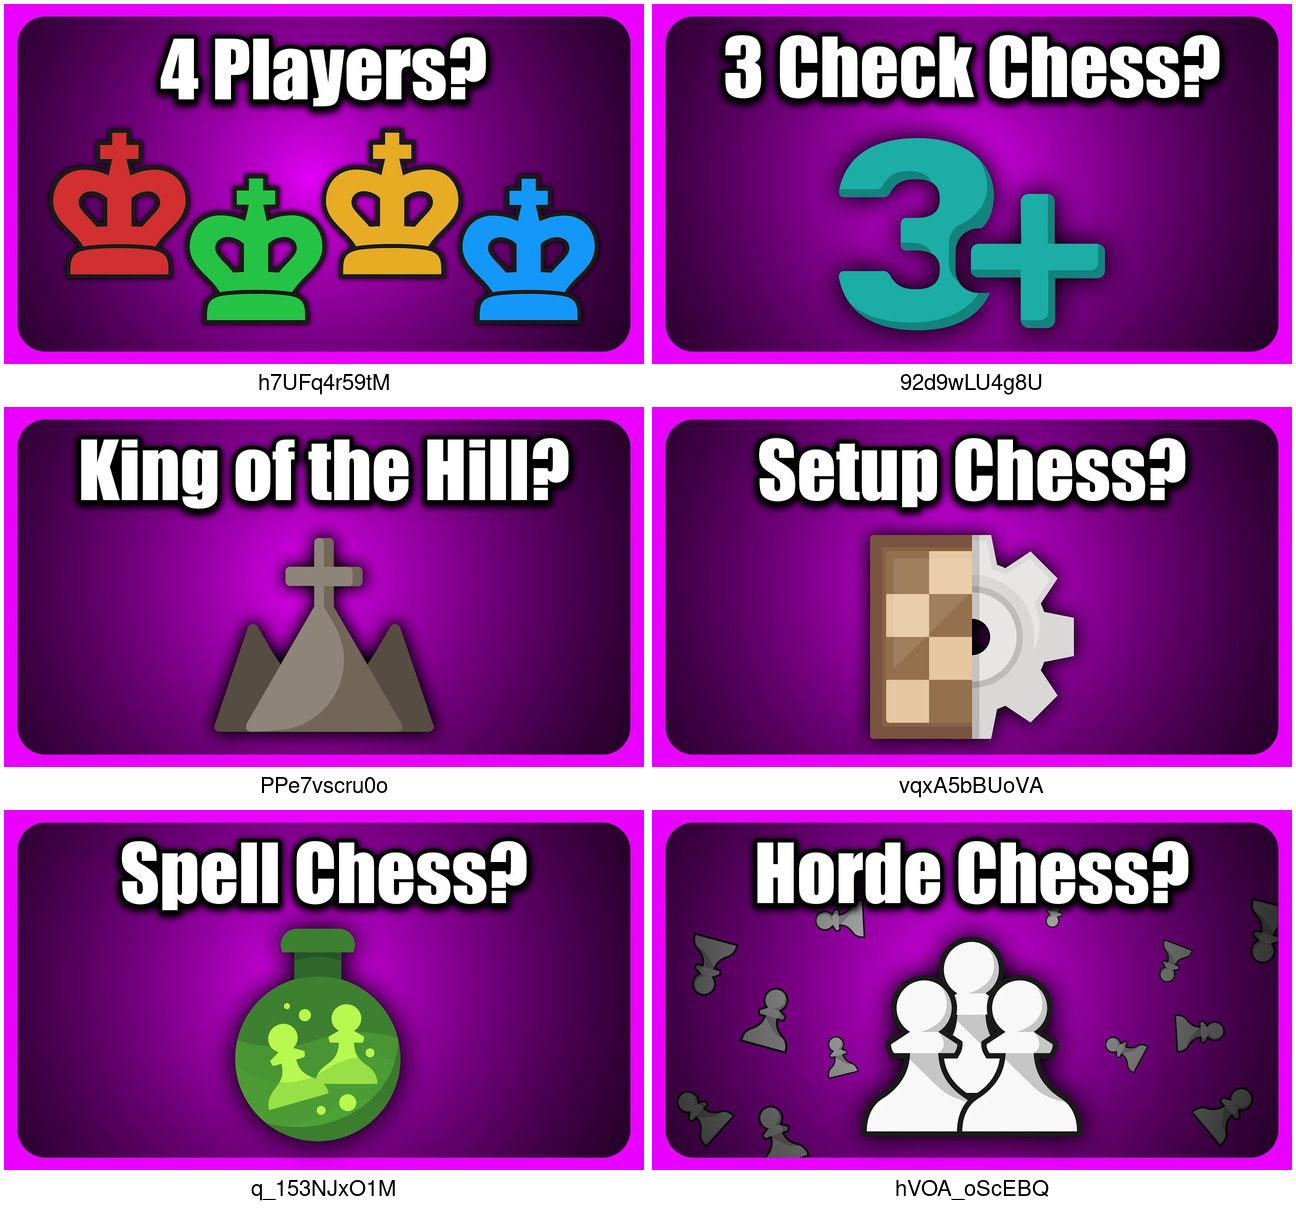 4 Players?
3 Check Chess?
3+
h7UFq4r59tM
92d9wLU4g8U
King of the Hill?
Setup Chess?
PPe7vscru0o
vqxA5bBUoVA
Spell Chess?
Horde Chess?
q_153NJxO1M
hVOA_oScEBQ